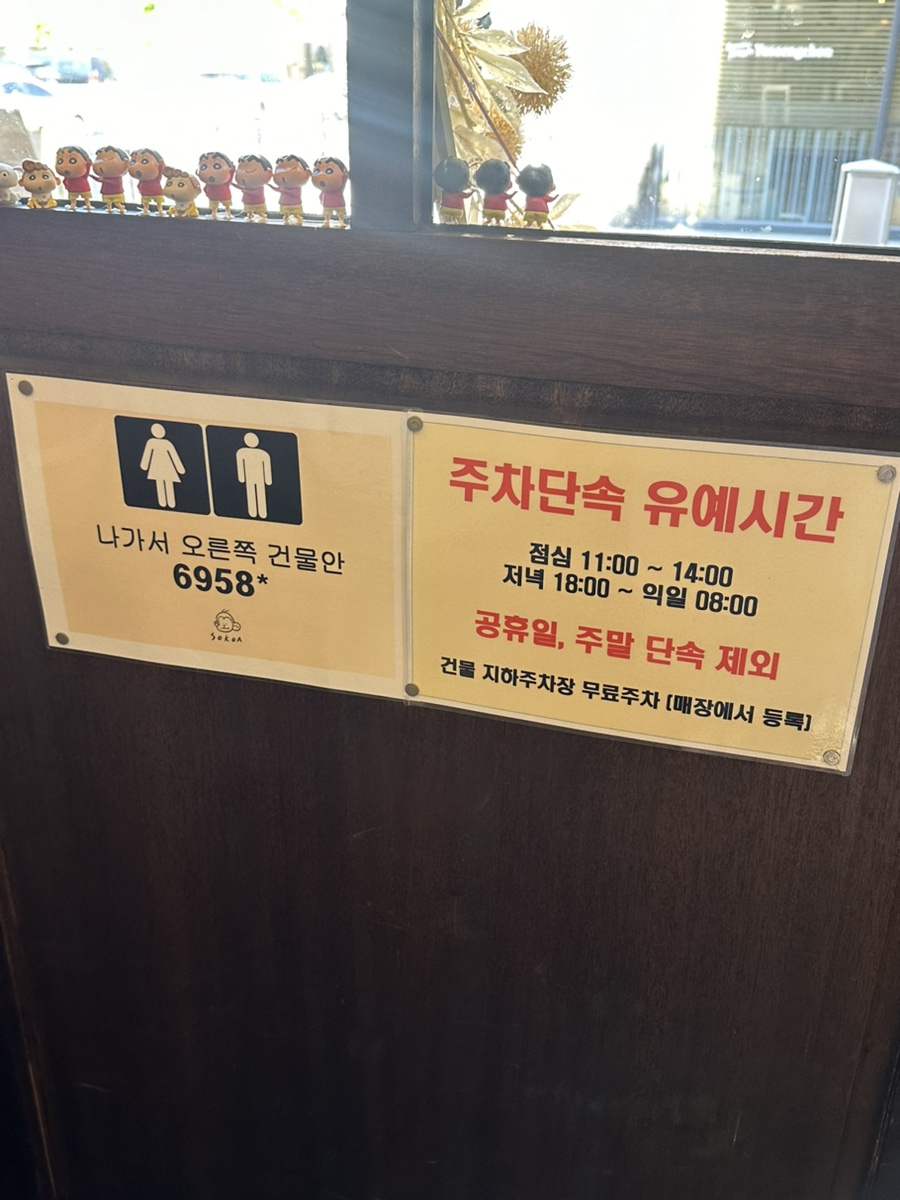 나가서 오른쪽 건물안
6958*
SOKOA
주차단속 유예시간
점심 11:00 ~ 14:00
저녁 18:00 ~ 익일 08:00
공휴일, 주말 단속 제외
건물 지하주차장 무료주차 [매장에서 등록]